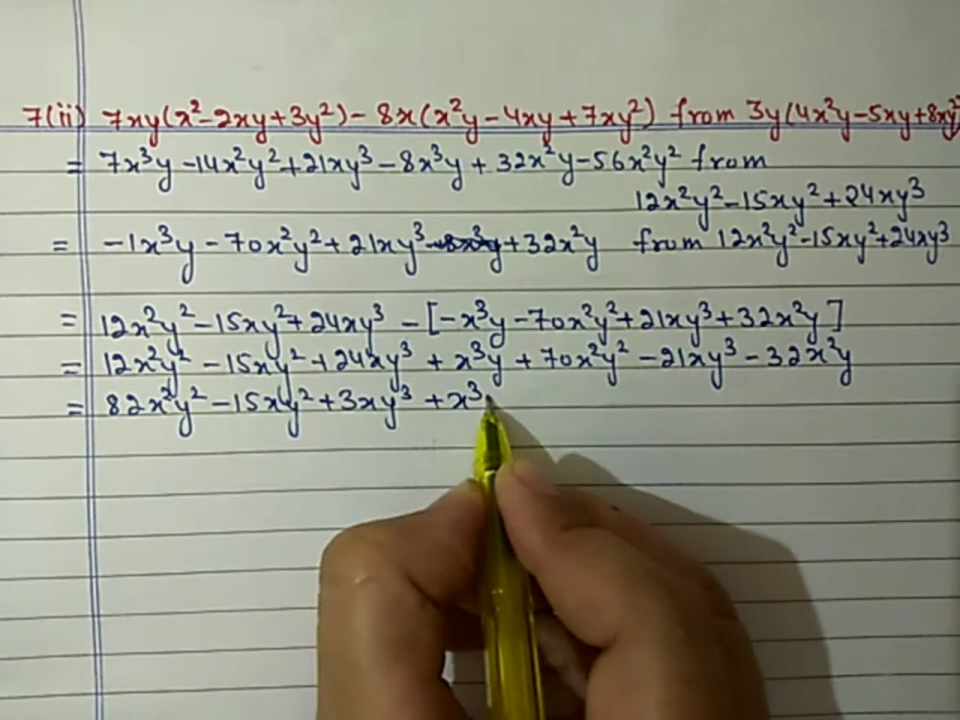 7(ii) 7xy(x²-2xy+3y²) - 8x(x²y-4xy+7xy²) from 3y(4x²y-5xy+8xy²)
= 7x³y -14x²y²+21xy³-8x³y+32x²y-56x²y² from
12x²y²-15xy²+24xy³
= -1x³y-70x²y²+21xy³ +32x²y from 12x²y²-15xy²+24xy³
= 12x²y²-15xy²+24xy³ - [-x³y-70x²y²+21xy³+32x²y]
= 12x²y² -15xy²+24xy³ + x³y + 70x²y² -21xy³ -32x²y
= 82x²y²-15xy²+3xy³ +x³